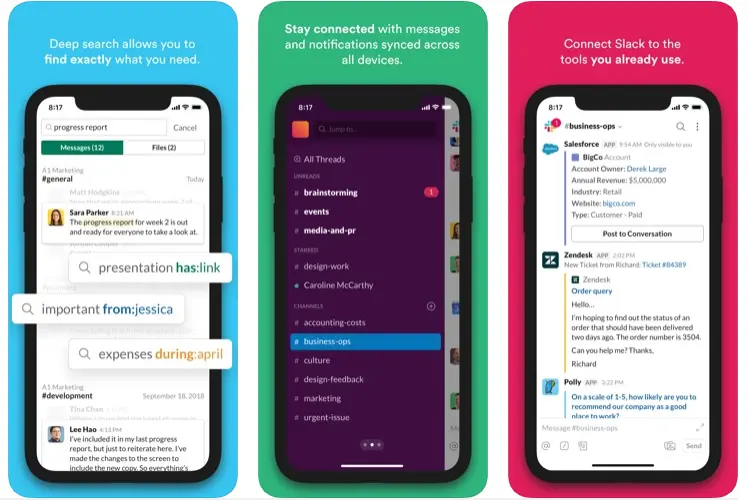 Deep search allows you to
find exactly what you need.
8:17
progress report
Cancel
Messages (12)
Files (2)
A1 Marketing
#general
Today
Matt Hodgkins
Sara Parker 8:21 AM
The progress report for week 2 is out
and ready for everyone to take a look at.
presentation has:link
important from:jessica
expenses during:april
A1 Marketing
#development
September 18, 2018
Tina Chan
Lee Hao 4:13 PM
I've included it in my last progress
report, but just to reiterate here. I've
made the changes to the screen to
include the new copy. So everything's
Stay connected with messages
and notifications synced across
all devices.
8:17
Jump to...
All Threads
UNREADS
# brainstorming
1
# events
# media-and-pr
STARRED
# design-work
Caroline McCarthy
CHANNELS
# accounting-costs
# business-ops
# culture
# design-feedback
# marketing
# urgent-issue
Connect Slack to the
tools you already use.
8:17
1
#business-ops
Salesforce APP 9:54 AM Only visible to you
BigCo Account
Account Owner: Derek Large
Annual Revenue: $5,000,000
Industry: Retail
Website: bigco.com
Type: Customer - Paid
Post to Conversation
Zendesk APP 2:02 PM
New Ticket from Richard: Ticket #84389
Zendesk
Order query
Hello...
I'm hoping to find out the status of an
order that should have been delivered
two days ago. The order number is 3504.
Can you help me? Thanks,
Richard
Polly APP 3:22 PM
On a scale of 1-5, how likely are you to
recommend our company as a good
place to work?
Message #business-ops
Send